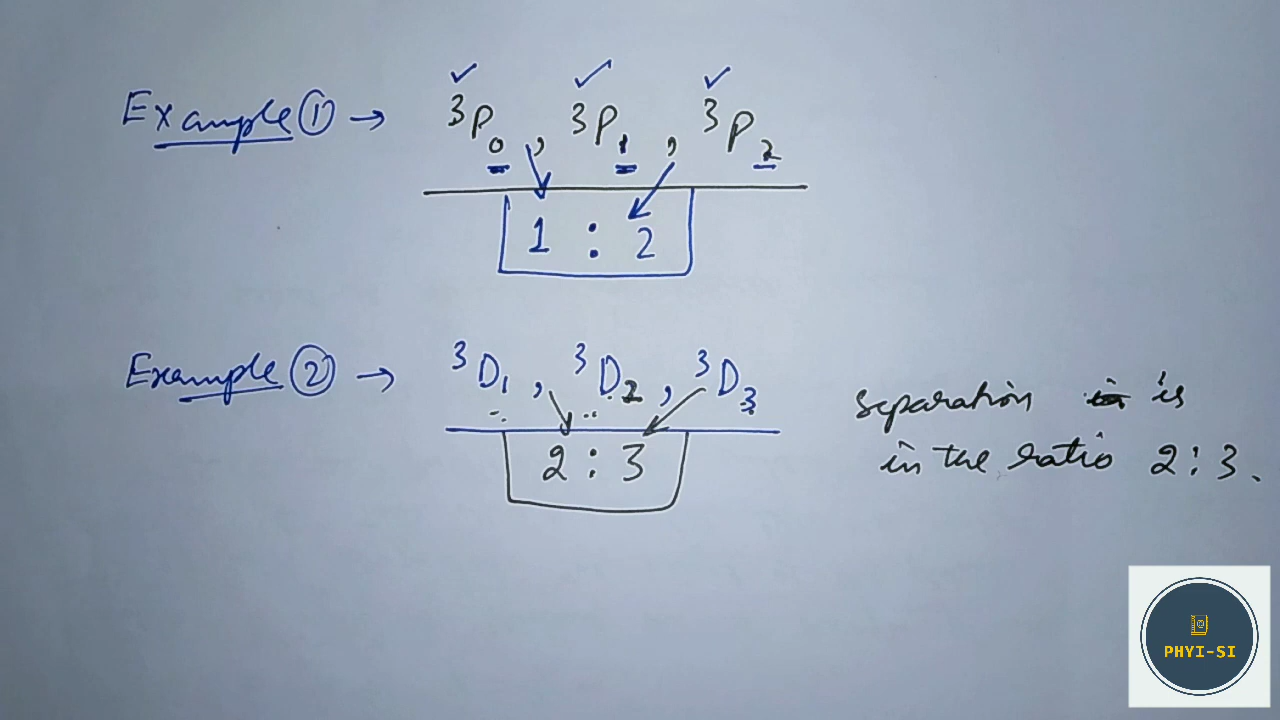 Example ① → ³P₀ , ³P₁ , ³P₂
1 : 2
Example ② → ³D₁ , ³D₂ , ³D₃
2 : 3
separation is
in the ratio 2 : 3.
PHYI-SI